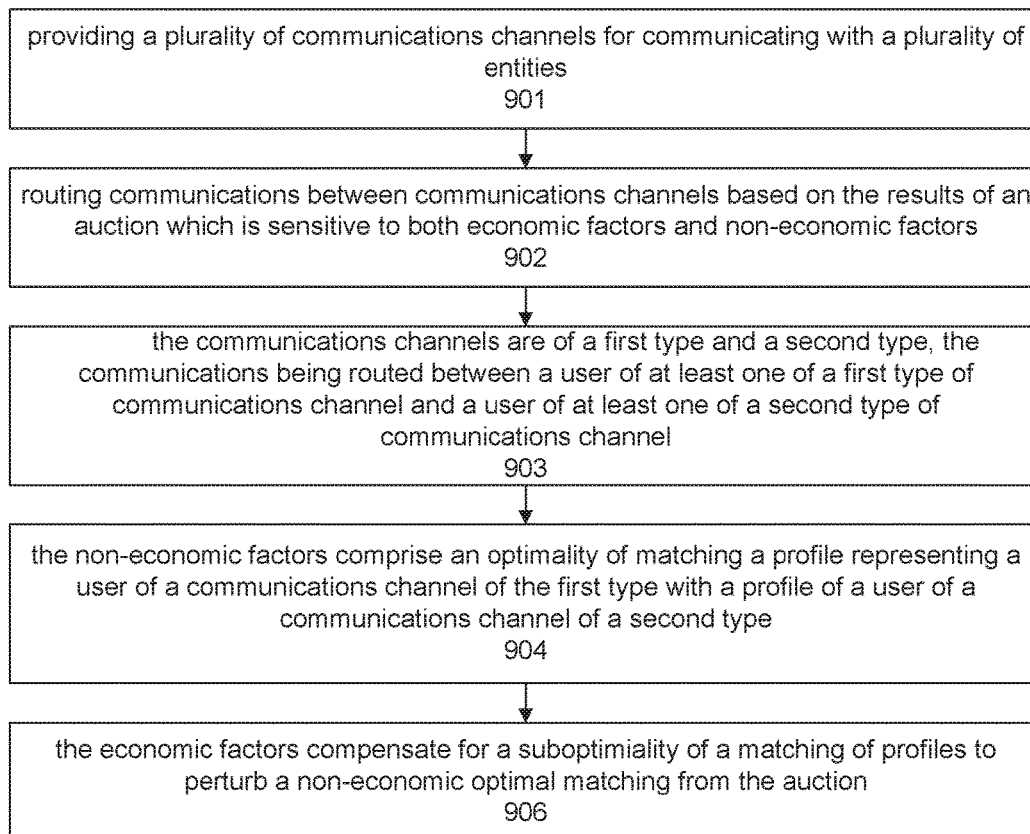 providing a plurality of communications channels for communicating with a plurality of
entities
901
routing communications between communications channels based on the results of an
auction which is sensitive to both economic factors and non-economic factors
902
the communications channels are of a first type and a second type, the
communications being routed between a user of at least one of a first type of
communications channel and a user of at least one of a second type of
communications channel
903
the non-economic factors comprise an optimality of matching a profile representing a
user of a communications channel of the first type with a profile of a user of a
communications channel of a second type
904
the economic factors compensate for a suboptimiality of a matching of profiles to
perturb a non-economic optimal matching from the auction
906